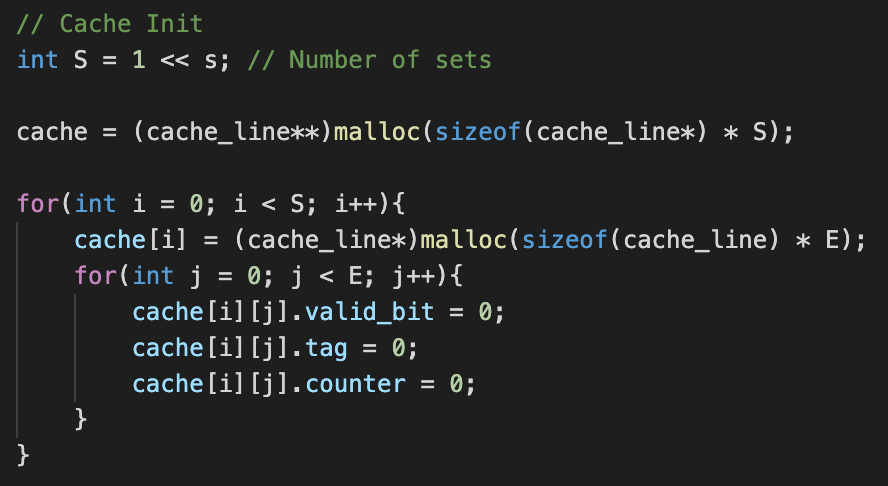 // Cache Init
int S = 1 << s; // Number of sets

cache = (cache_line**)malloc(sizeof(cache_line*) * S);

for(int i = 0; i < S; i++){
    cache[i] = (cache_line*)malloc(sizeof(cache_line) * E);
    for(int j = 0; j < E; j++){
        cache[i][j].valid_bit = 0;
        cache[i][j].tag = 0;
        cache[i][j].counter = 0;
    }
}